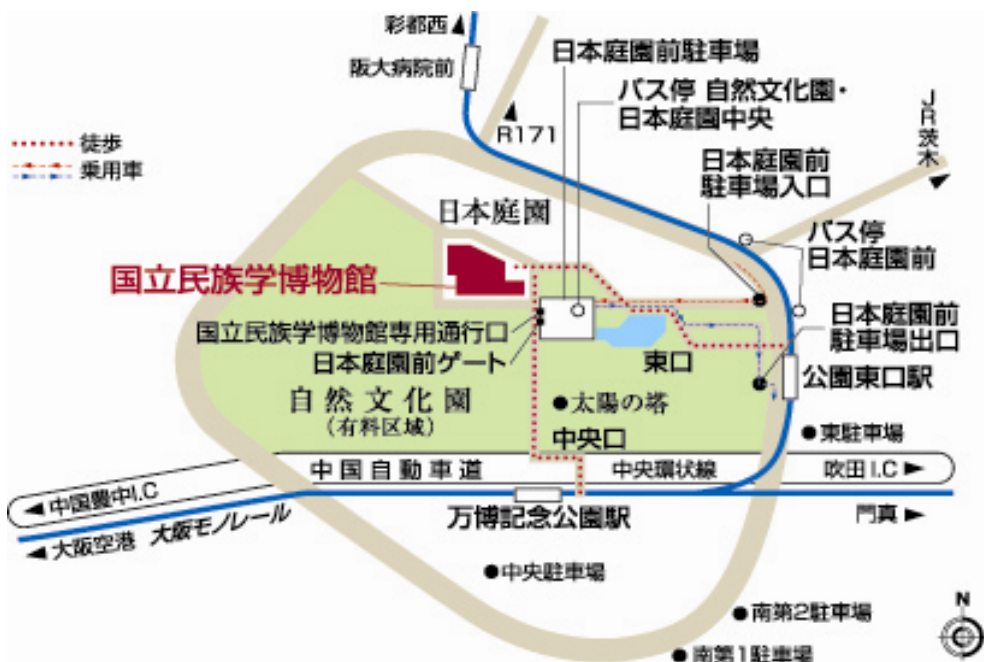 彩都西
阪大病院前
日本庭園前駐車場
バス停 自然文化園・
日本庭園中央
R171
JR茨木
徒歩
乗用車
日本庭園前
駐車場入口
日本庭園
バス停
日本庭園前
国立民族学博物館
国立民族学博物館専用通行口
日本庭園前ゲート
日本庭園前
駐車場出口
東口
公園東口駅
自然文化園
(有料区域)
太陽の塔
中央口
東駐車場
中国自動車道
中央環状線
吹田I.C
中国豊中I.C
大阪空港 大阪モノレール
万博記念公園駅
門真
中央駐車場
南第2駐車場
南第1駐車場
N